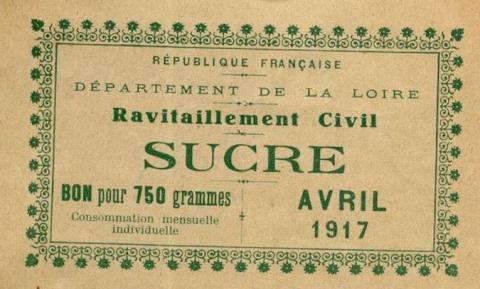 RÉPUBLIQUE FRANÇAISE
DÉPARTEMENT DE LA LOIRE
Ravitaillement Civil
SUCRE
BON pour 750 grammes
Consommation mensuelle
individuelle
AVRIL
1917